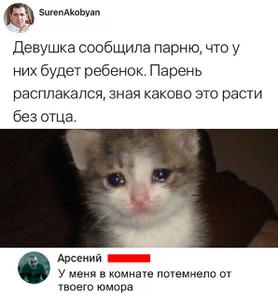 SurenAkobyan
Девушка сообщила парню, что у
них будет ребенок. Парень
расплакался, зная каково это расти
без отца.
Арсений
У меня в комнате потемнело от
твоего юмора